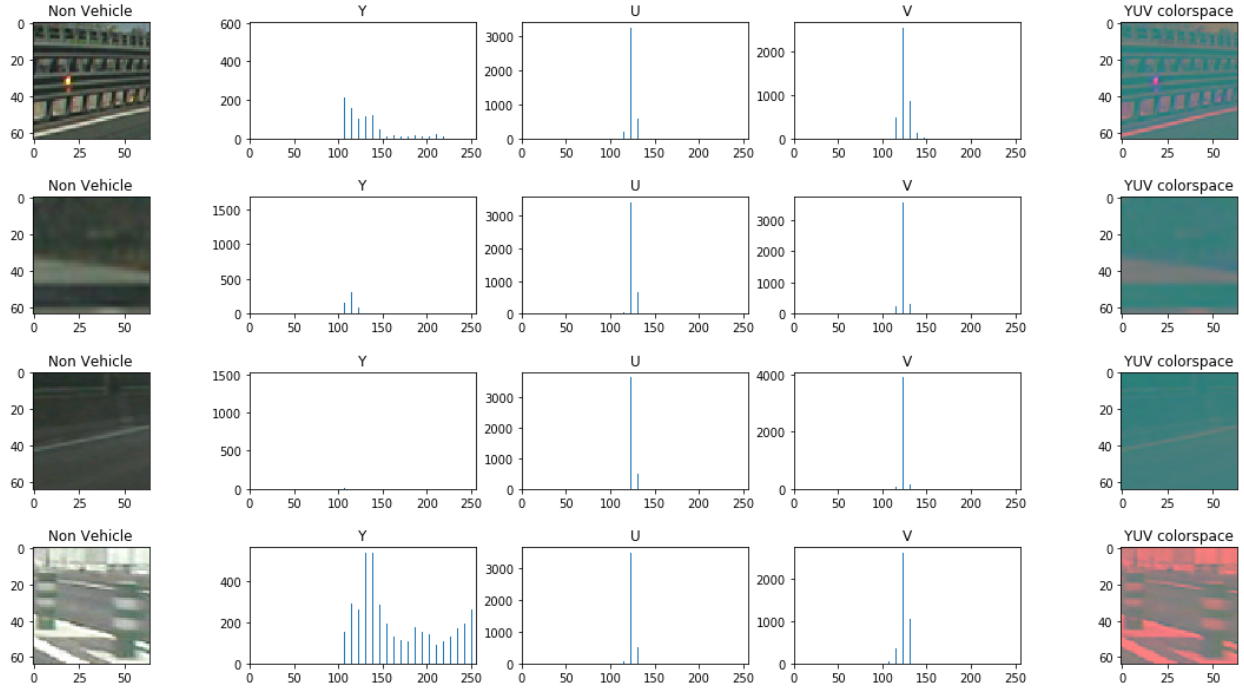 Non Vehicle Y U V YUV colorspace
0 600 0
20 400 3000 2000 20
40 200 2000 1000 40
60 0 1000 0 60
0
0 25 50 0 50 100 150 200 250 0 50 100 150 200 250 0 50 100 150 200 250 0 25 50
Non Vehicle Y U V YUV colorspace
0 1500 3000 3000 0
20 1000 2000 2000 20
40 500 1000 1000 40
60 0 0 0 60
0 25 50 0 50 100 150 200 250 0 50 100 150 200 250 0 50 100 150 200 250 0 25 50
Non Vehicle Y U V YUV colorspace
0 1500 3000 4000 0
20 1000 2000 2000 20
40 500 1000 0 40
60 0 0 60
0 25 50 0 50 100 150 200 250 0 50 100 150 200 250 0 50 100 150 200 250 0 25 50
Non Vehicle Y U V YUV colorspace
0 400 3000 2000 0
20 200 2000 1000 20
40 0 1000 0 40
60 0 60
0 25 50 0 50 100 150 200 250 0 50 100 150 200 250 0 50 100 150 200 250 0 25 50